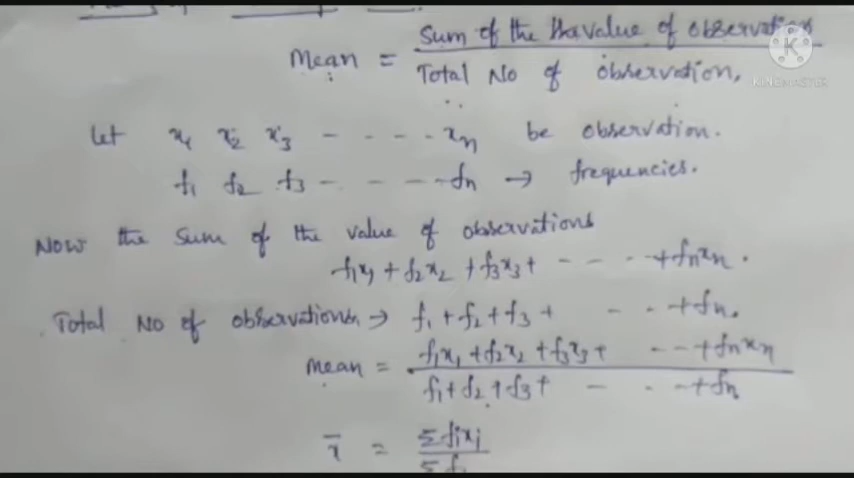 Mean = Sum of the value of observation / Total No of observation,
Let x₁ x₂ x₃ - - - - - xn be observation.
f₁ f₂ f₃ - - - - - fn → frequencies.
Now the sum of the value of observations
f₁x₁ + f₂x₂ + f₃x₃ + - - - - + fnxn.
Total No of observations → f₁ + f₂ + f₃ + - - - + fn.
mean = f₁x₁ + f₂x₂ + f₃x₃ + - - - + fnxn / f₁ + f₂ + f₃ + - - - + fn
x̄ = Σfixi / Σfi